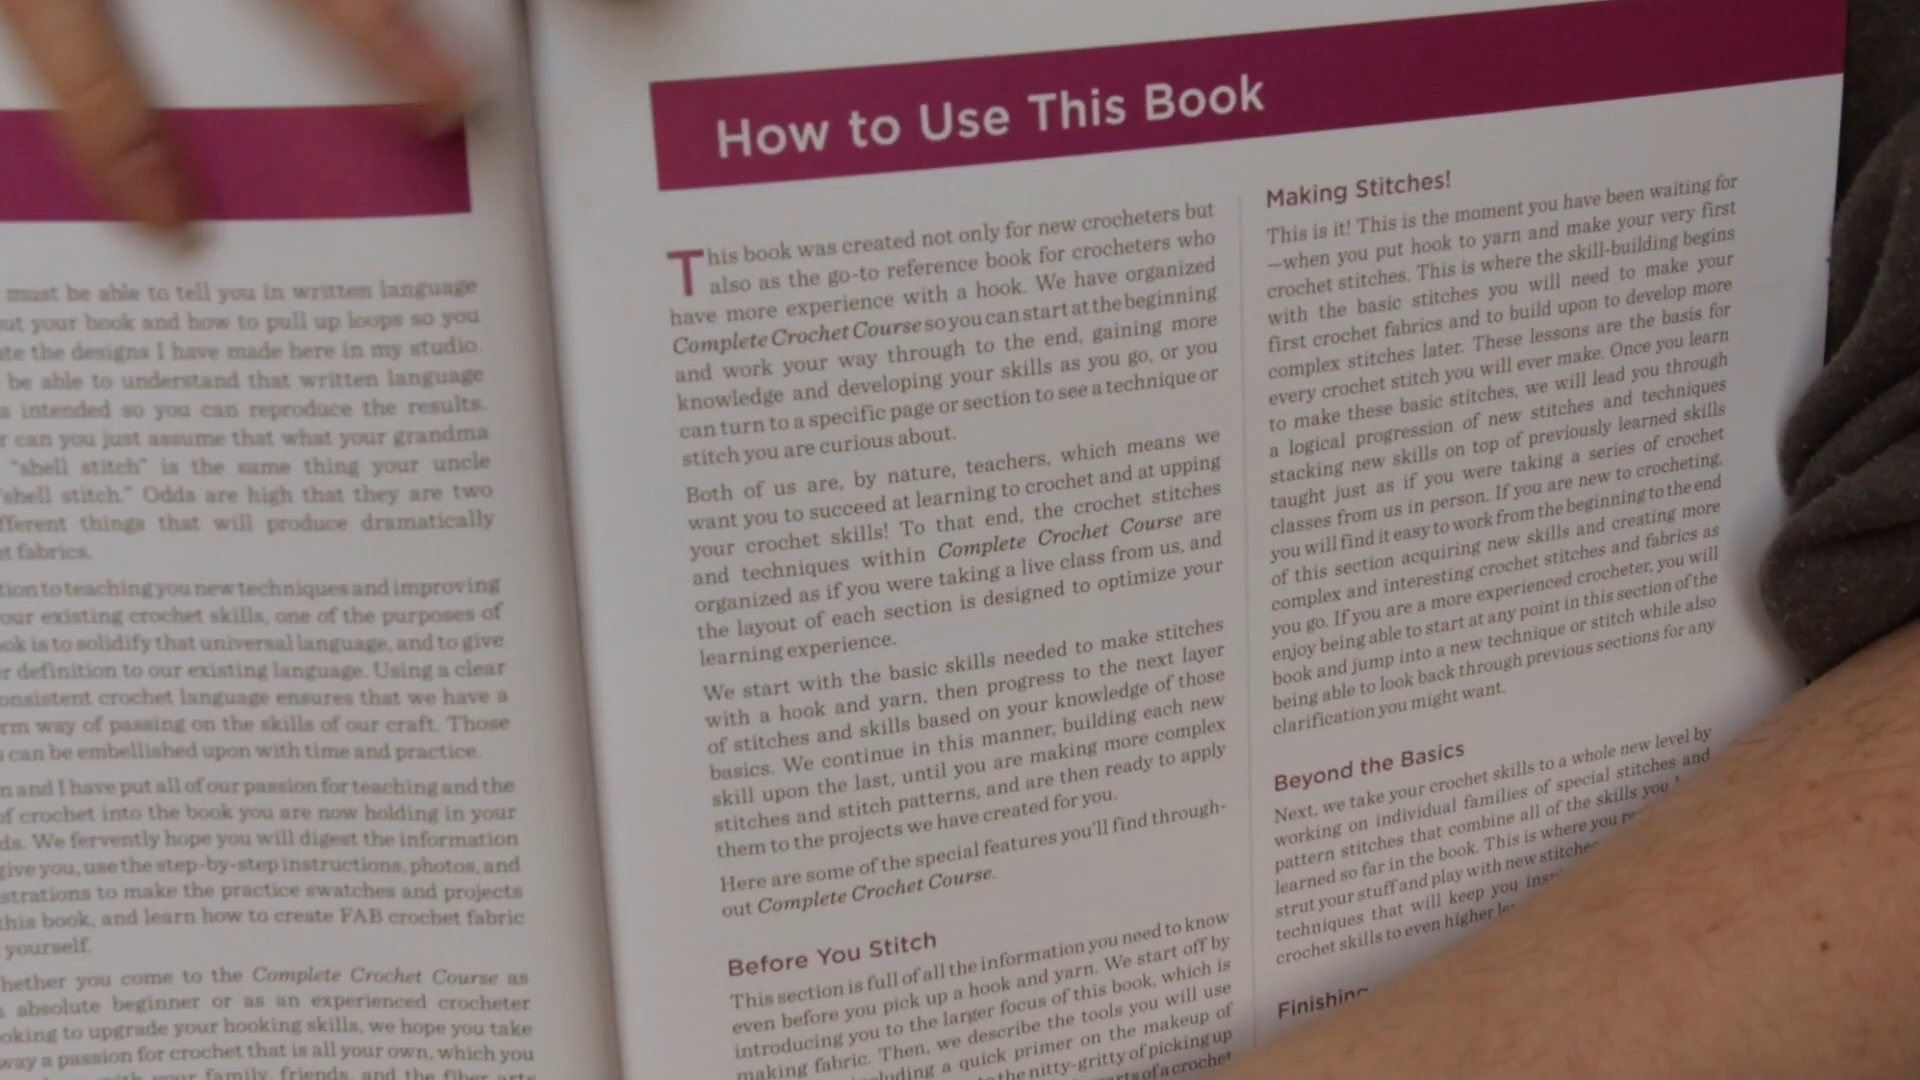 must be able to tell you in written language
your hook and how to pull up loops so you
the designs I have made here in my studio.
be able to understand that written language
intended so you can reproduce the results.
can you just assume that what your grandma
"shell stitch" is the same thing your uncle
"shell stitch." Odds are high that they are two
things that will produce dramatically
fabrics.
to teaching you new techniques and improving
our existing crochet skills, one of the purposes of
is to solidify that universal language, and to give
definition to our existing language. Using a clear
crochet language ensures that we have a
way of passing on the skills of our craft. Those
can be embellished upon with time and practice.
and I have put all of our passion for teaching and the
of crochet into the book you are now holding in your
We fervently hope you will digest the information
give you, use the step-by-step instructions, photos, and
to make the practice swatches and projects
this book, and learn how to create FAB crochet fabric
yourself.
you come to the Complete Crochet Course as
absolute beginner or as an experienced crocheter
to upgrade your hooking skills, we hope you take
a passion for crochet that is all your own, which you
your family, friends, and the fiber arts
How to Use This Book
This book was created not only for new crocheters but
also as the go-to reference book for crocheters who
have more experience with a hook. We have organized
Complete Crochet Course so you can start at the beginning
and work your way through to the end, gaining more
knowledge and developing your skills as you go, or you
can turn to a specific page or section to see a technique or
stitch you are curious about.
Both of us are, by nature, teachers, which means we
want you to succeed at learning to crochet and at upping
your crochet skills! To that end, the crochet stitches
and techniques within Complete Crochet Course are
organized as if you were taking a live class from us, and
the layout of each section is designed to optimize your
learning experience.
We start with the basic skills needed to make stitches
with a hook and yarn, then progress to the next layer
of stitches and skills based on your knowledge of those
basics. We continue in this manner, building each new
skill upon the last, until you are making more complex
stitches and stitch patterns, and are then ready to apply
them to the projects we have created for you.
Here are some of the special features you'll find through-
out Complete Crochet Course.
Before You Stitch
This section is full of all the information you need to know
even before you pick up a hook and yarn. We start off by
introducing you to the larger focus of this book, which is
making fabric. Then, we describe the tools you will use
a quick primer on the makeup of
the nitty-gritty of picking up
of a crochet
Making Stitches!
This is it! This is the moment you have been waiting for
—when you put hook to yarn and make your very first
crochet stitches. This is where the skill-building begins
with the basic stitches you will need to make your
first crochet fabrics and to build upon to develop more
complex stitches later. These lessons are the basis for
every crochet stitch you will ever make. Once you learn
to make these basic stitches, we will lead you through
a logical progression of new stitches and techniques
stacking new skills on top of previously learned skills
taught just as if you were taking a series of crochet
classes from us in person. If you are new to crocheting,
you will find it easy to work from the beginning to the end
of this section acquiring new skills and creating more
complex and interesting crochet stitches and fabrics as
you go. If you are a more experienced crocheter, you will
enjoy being able to start at any point in this section of the
book and jump into a new technique or stitch while also
being able to look back through previous sections for any
clarification you might want.
Beyond the Basics
Next, we take your crochet skills to a whole new level by
working on individual families of special stitches and
pattern stitches that combine all of the skills you
learned so far in the book. This is where you
strut your stuff and play with new stitches
techniques that will keep you
crochet skills to even higher
Finishing